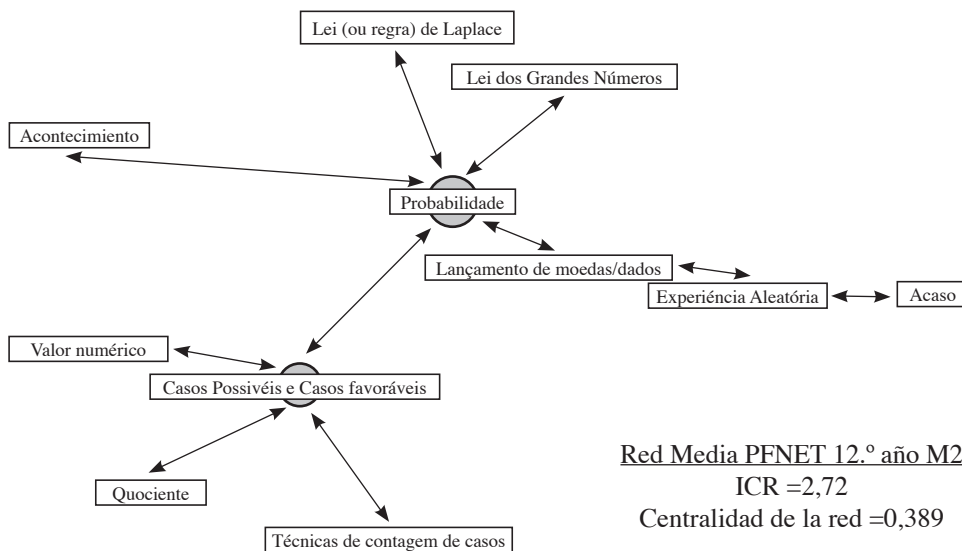 Lei (ou regra) de Laplace
Lei dos Grandes Números
Acontecimiento
Probabilidade
Lançamento de moedas/dados
Experiéncia Aleatória
Acaso
Valor numérico
Casos Possivéis e Casos favoráveis
Quociente
Técnicas de contagem de casos
Red Media PFNET 12.º año M2
ICR =2,72
Centralidad de la red =0,389